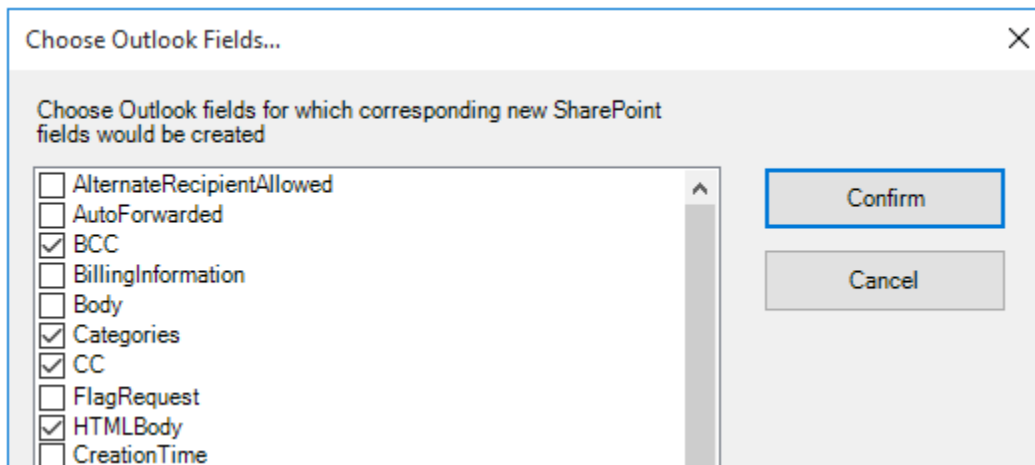 Choose Outlook Fields...
Choose Outlook fields for which corresponding new SharePoint
fields would be created
AlternateRecipientAllowed
AutoForwarded
BCC
BillingInformation
Body
Categories
CC
FlagRequest
HTMLBody
CreationTime
Confirm
Cancel